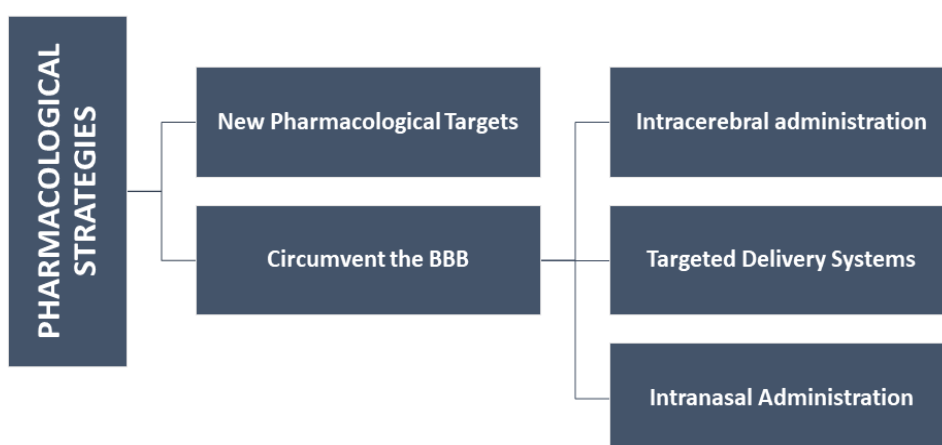 PHARMACOLOGICAL
STRATEGIES
New Pharmacological Targets
Circumvent the BBB
Intracerebral administration
Targeted Delivery Systems
Intranasal Administration